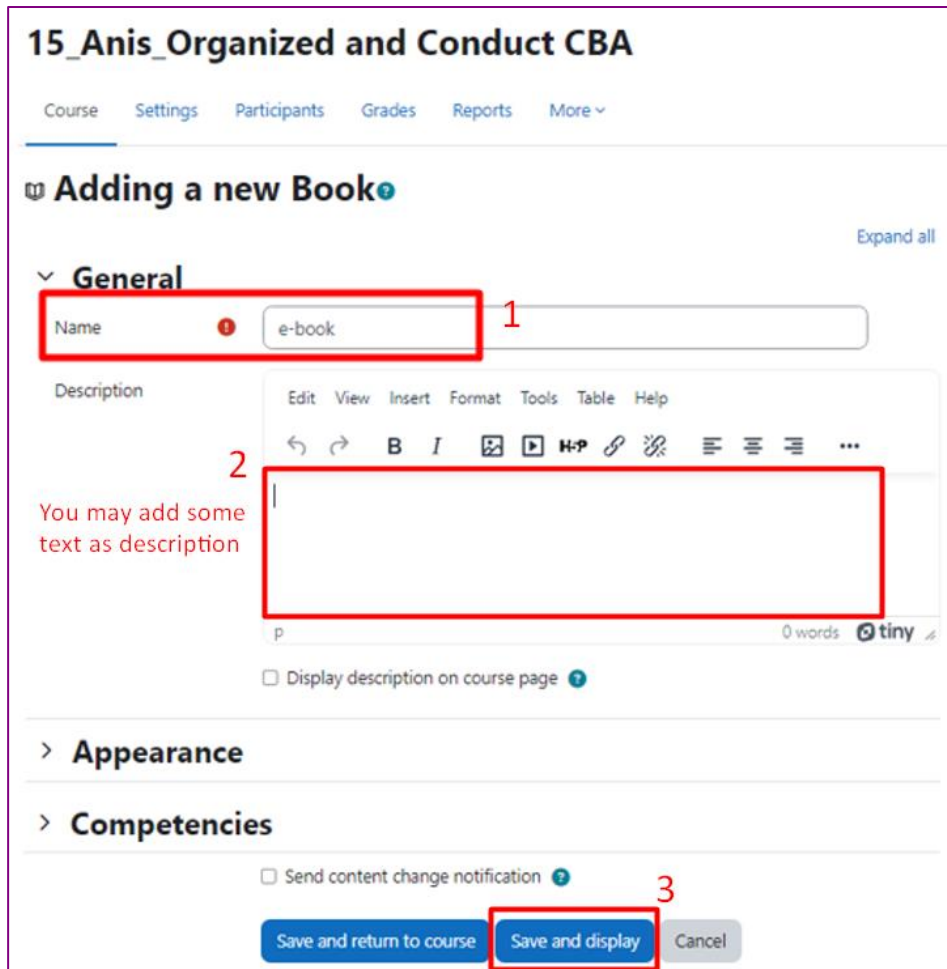 15_Anis_Organized and Conduct CBA
Course Settings Participants Grades Reports More
Adding a new Book
Expand all
General
Name e-book 1
Description
Edit View Insert Format Tools Table Help
B I H-P
2
You may add some
text as description
p 0 words tiny
Display description on course page
Appearance
Competencies
Send content change notification
3
Save and return to course Save and display Cancel